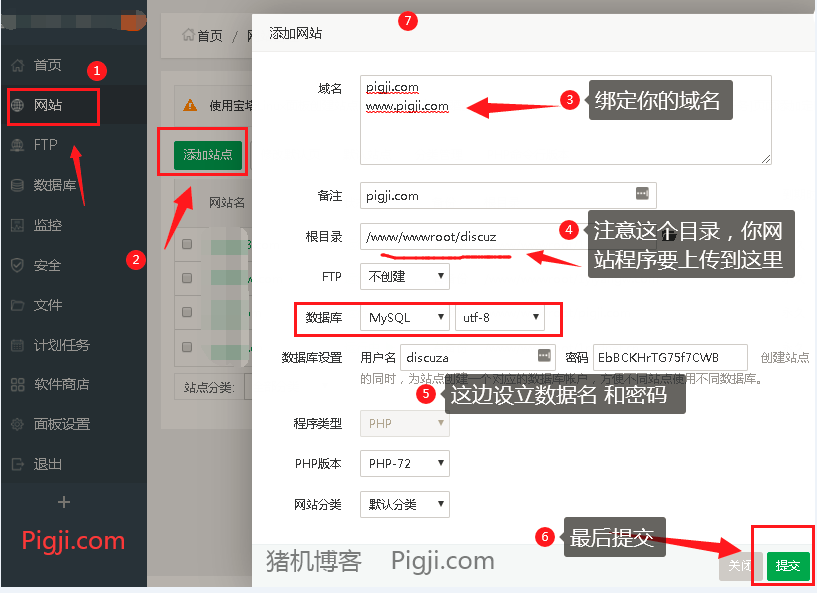 首页
1
网站
FTP
数据库
监控
2
安全
文件
计划任务
软件商店
面板设置
退出
+
Pigji.com
首页 /
使用宝塔
添加站点
网站名
站点分类:
7
添加网站
域名
pigji.com
www.pigji.com
3
绑定你的域名
备注
pigji.com
根目录
/www/wwwroot/discuz
4
注意这个目录，你网
站程序要上传到这里
FTP
不创建
数据库
MySQL
utf-8
数据库设置
用户名
discuza
密码
EbBCKHrTG75f7CWB
创建站点
的同时，为站点创建一个对应的数据库帐户，方便不同站点使用不同数据库。
5
这边设立数据名 和密码
程序类型
PHP
PHP版本
PHP-72
网站分类
默认分类
6
最后提交
猪机博客 Pigji.com
关闭
提交